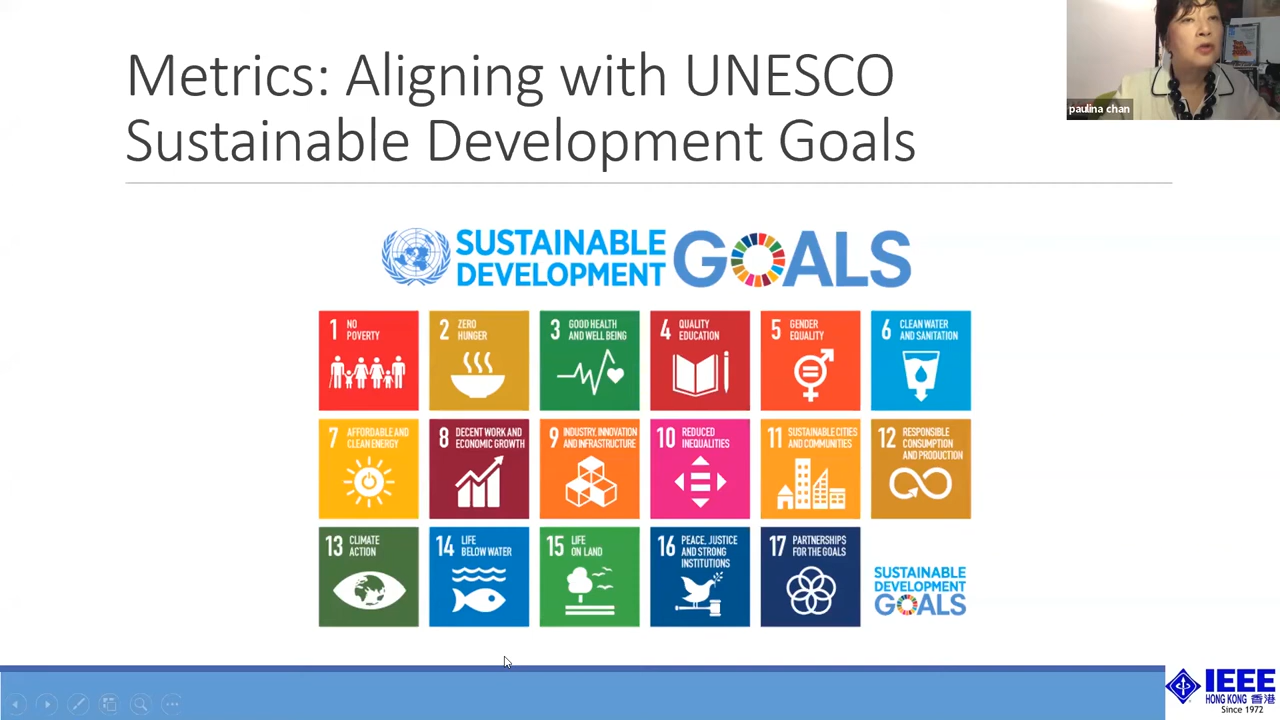 Metrics: Aligning with UNESCO
Sustainable Development Goals
paulina chan
SUSTAINABLE
DEVELOPMENT
GOALS
1 NO
POVERTY
2 ZERO
HUNGER
3 GOOD HEALTH
AND WELL BEING
4 QUALITY
EDUCATION
5 GENDER
EQUALITY
6 CLEAN WATER
AND SANITATION
7 AFFORDABLE AND
CLEAN ENERGY
8 DECENT WORK AND
ECONOMIC GROWTH
9 INDUSTRY, INNOVATION
AND INFRASTRUCTURE
10 REDUCED
INEQUALITIES
11 SUSTAINABLE CITIES
AND COMMUNITIES
12 RESPONSIBLE
CONSUMPTION
AND PRODUCTION
13 CLIMATE
ACTION
14 LIFE
BELOW WATER
15 LIFE
ON LAND
16 PEACE, JUSTICE
AND STRONG
INSTITUTIONS
17 PARTNERSHIPS
FOR THE GOALS
SUSTAINABLE
DEVELOPMENT
GOALS
IEEE
HONG KONG 香港
Since 1972